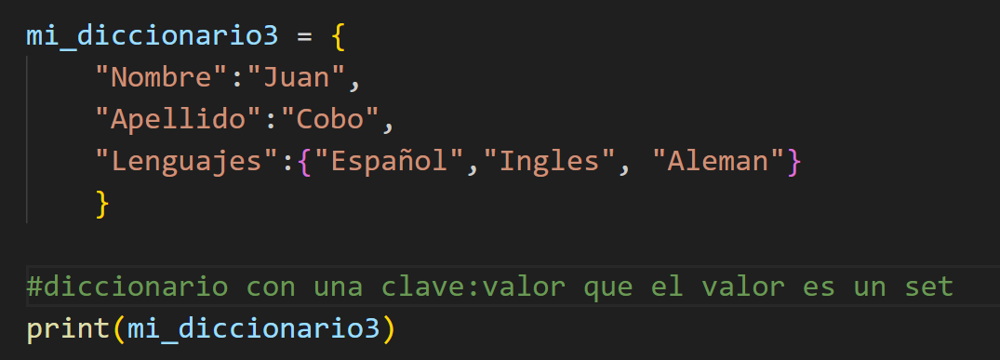 mi_diccionario3 = {
    "Nombre":"Juan",
    "Apellido":"Cobo",
    "Lenguajes":{"Español","Ingles", "Aleman"}
    }
#diccionario con una clave:valor que el valor es un set
print(mi_diccionario3)